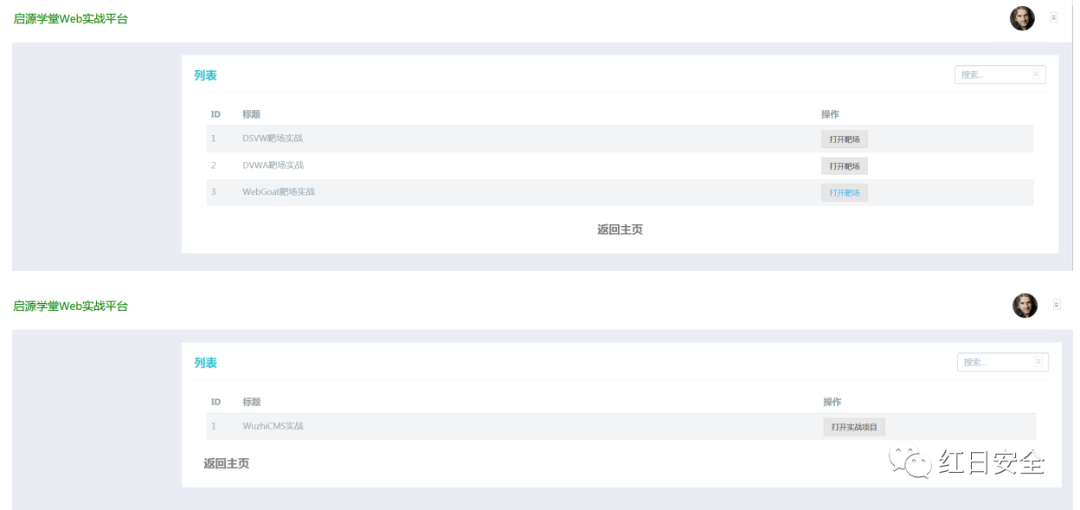 启源学堂Web实战平台
列表
搜索...
ID 标题 操作
1 DSVW靶场实战 打开靶场
2 DVWA靶场实战 打开靶场
3 WebGoat靶场实战 打开靶场
返回主页
启源学堂Web实战平台
列表
搜索...
ID 标题 操作
1 WuzhiCMS实战 打开实战项目
返回主页
红日安全